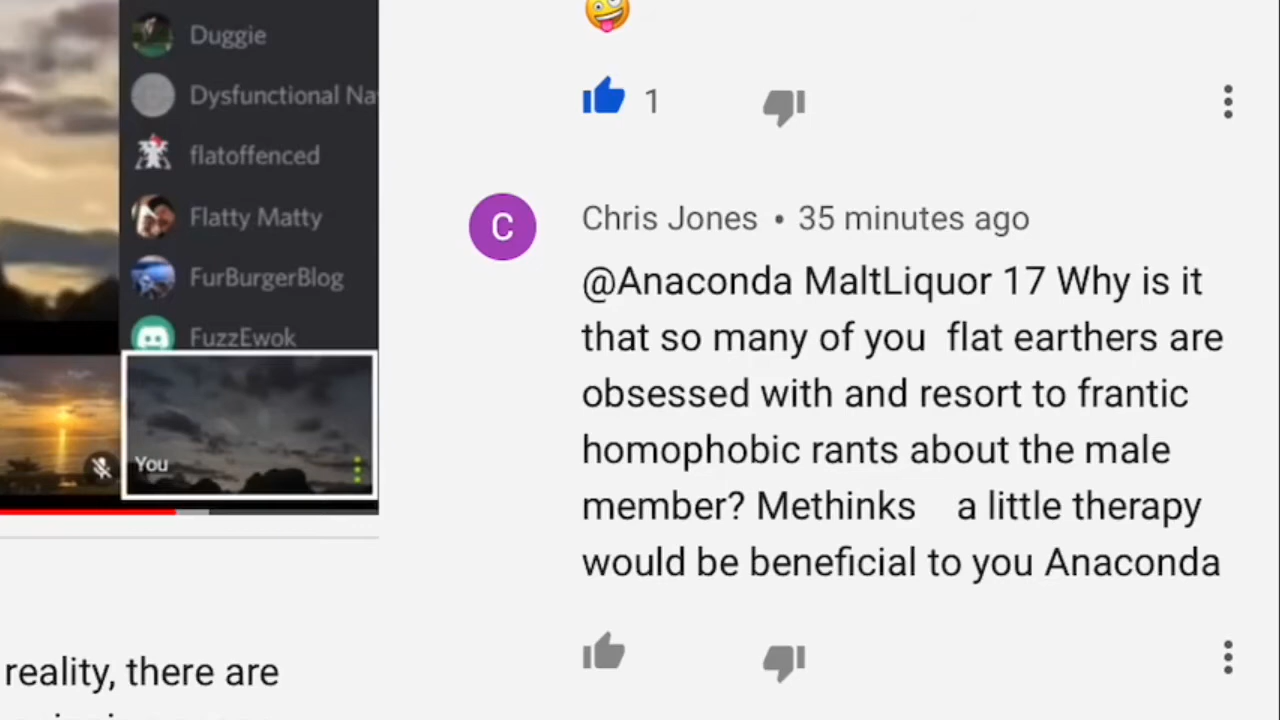 Duggie
Dysfunctional Na
flatoffenced
Flatty Matty
FurBurgerBlog
FuzzEwok
You
reality, there are
1
C
Chris Jones • 35 minutes ago
@Anaconda MaltLiquor 17 Why is it
that so many of you flat earthers are
obsessed with and resort to frantic
homophobic rants about the male
member? Methinks a little therapy
would be beneficial to you Anaconda